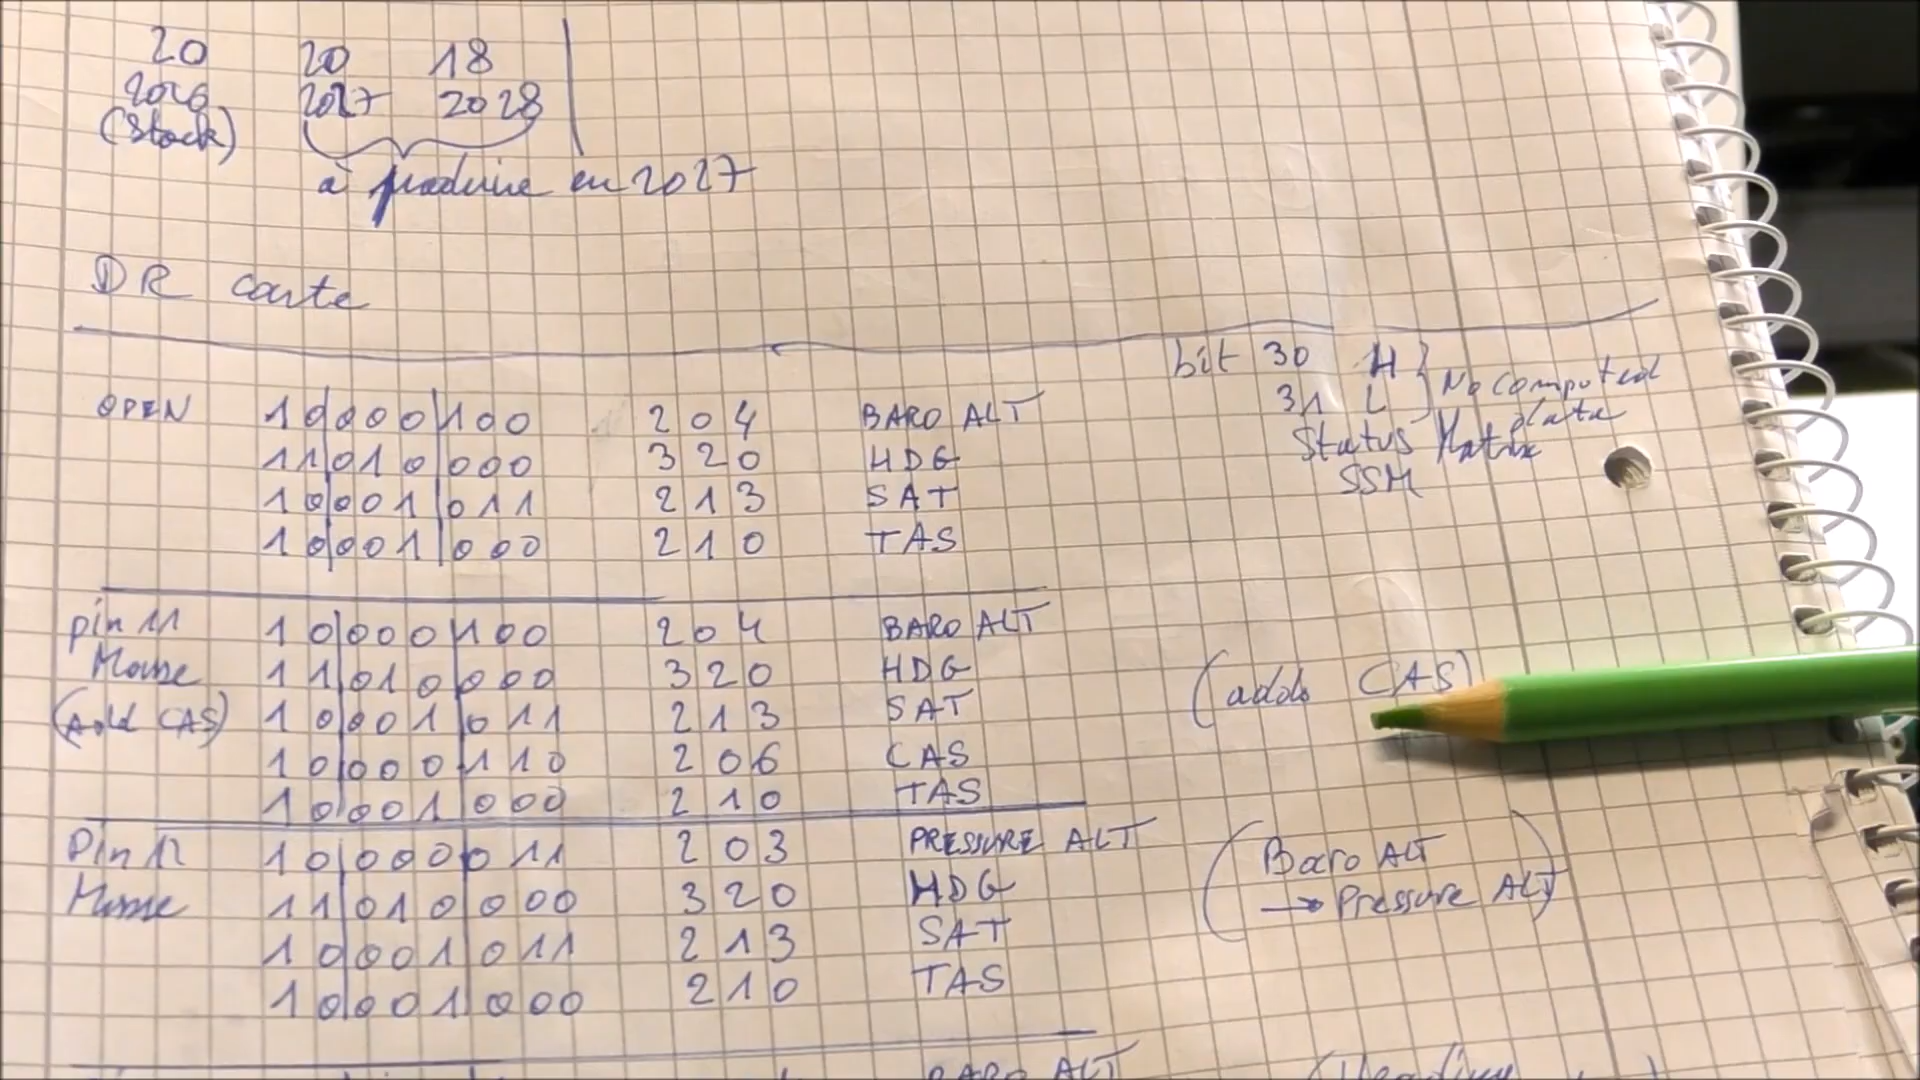 20 20 18
2026 2027 2028
(Stock)
à produire en 2027
DR carte
bit 30 H
31 L
No computed data
Status Matrix
SSM
OPEN 10000100 204 BARO ALT
11010000 320 HDG
10001011 213 SAT
10001000 210 TAS
pin 11 10000100 204 BARO ALT
Masse 11010000 320 HDG
(Add CAS) 10001011 213 SAT
(adds CAS)
10000110 206 CAS
10001000 210 TAS
Pin 12 10000011 203 PRESSURE ALT
Masse 11010000 320 HDG
(Baro ALT
→ Pressure ALT)
10001011 213 SAT
10001000 210 TAS
BARO ALT